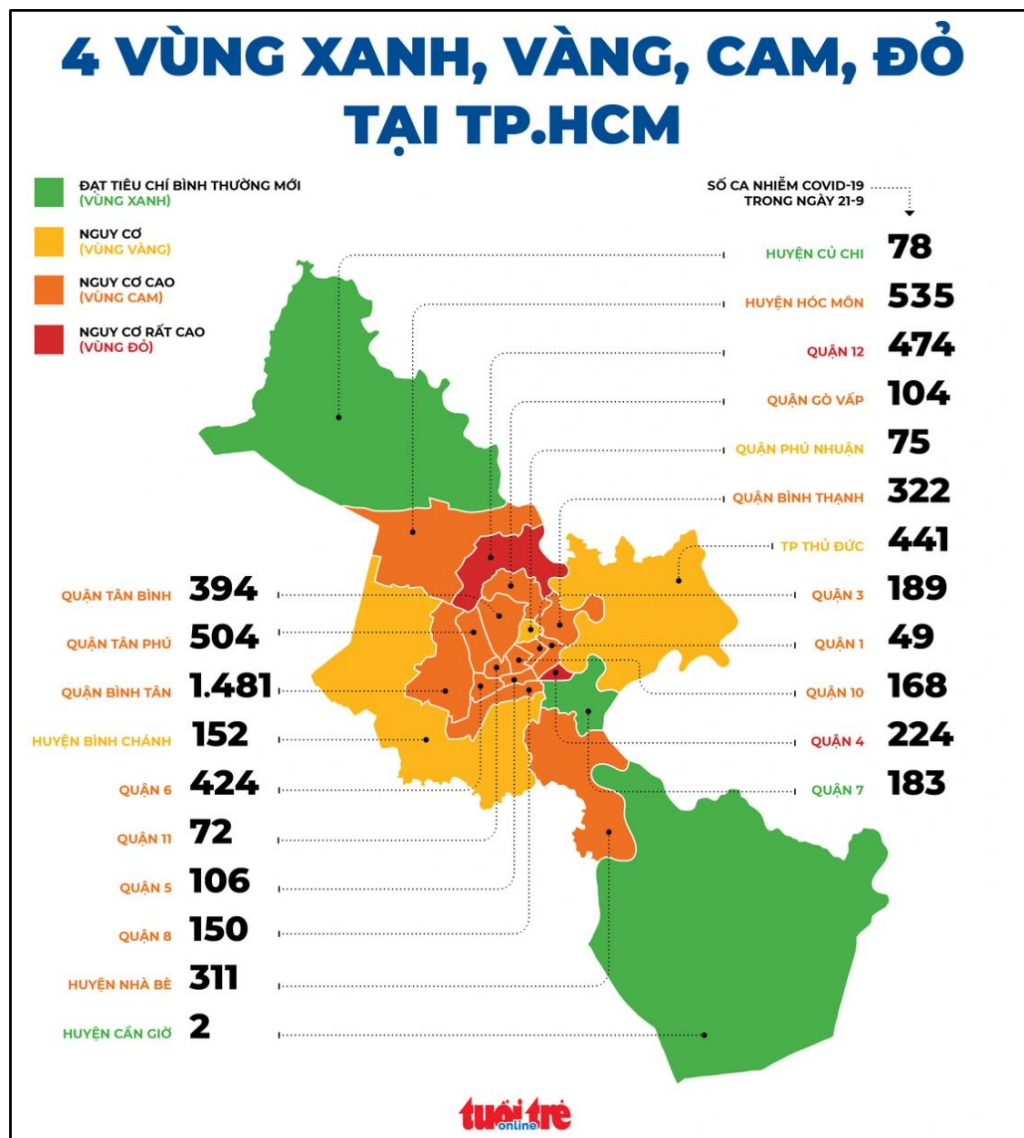 4 VÙNG XANH, VÀNG, CAM, ĐỎ
TẠI TP.HCM
ĐẠT TIÊU CHÍ BÌNH THƯỜNG MỚI
(VÙNG XANH)
NGUY CƠ
(VÙNG VÀNG)
NGUY CƠ CAO
(VÙNG CAM)
NGUY CƠ RẤT CAO
(VÙNG ĐỎ)
SỐ CA NHIỄM COVID-19
TRONG NGÀY 21-9
HUYỆN CỦ CHI 78
HUYỆN HÓC MÔN 535
QUẬN 12 474
QUẬN GÒ VẤP 104
QUẬN PHÚ NHUẬN 75
QUẬN BÌNH THẠNH 322
TP THỦ ĐỨC 441
QUẬN 3 189
QUẬN 1 49
QUẬN 10 168
QUẬN 4 224
QUẬN 7 183
QUẬN TÂN BÌNH 394
QUẬN TÂN PHÚ 504
QUẬN BÌNH TÂN 1.481
HUYỆN BÌNH CHÁNH 152
QUẬN 6 424
QUẬN 11 72
QUẬN 5 106
QUẬN 8 150
HUYỆN NHÀ BÈ 311
HUYỆN CẦN GIỜ 2
tuổi trẻ
online